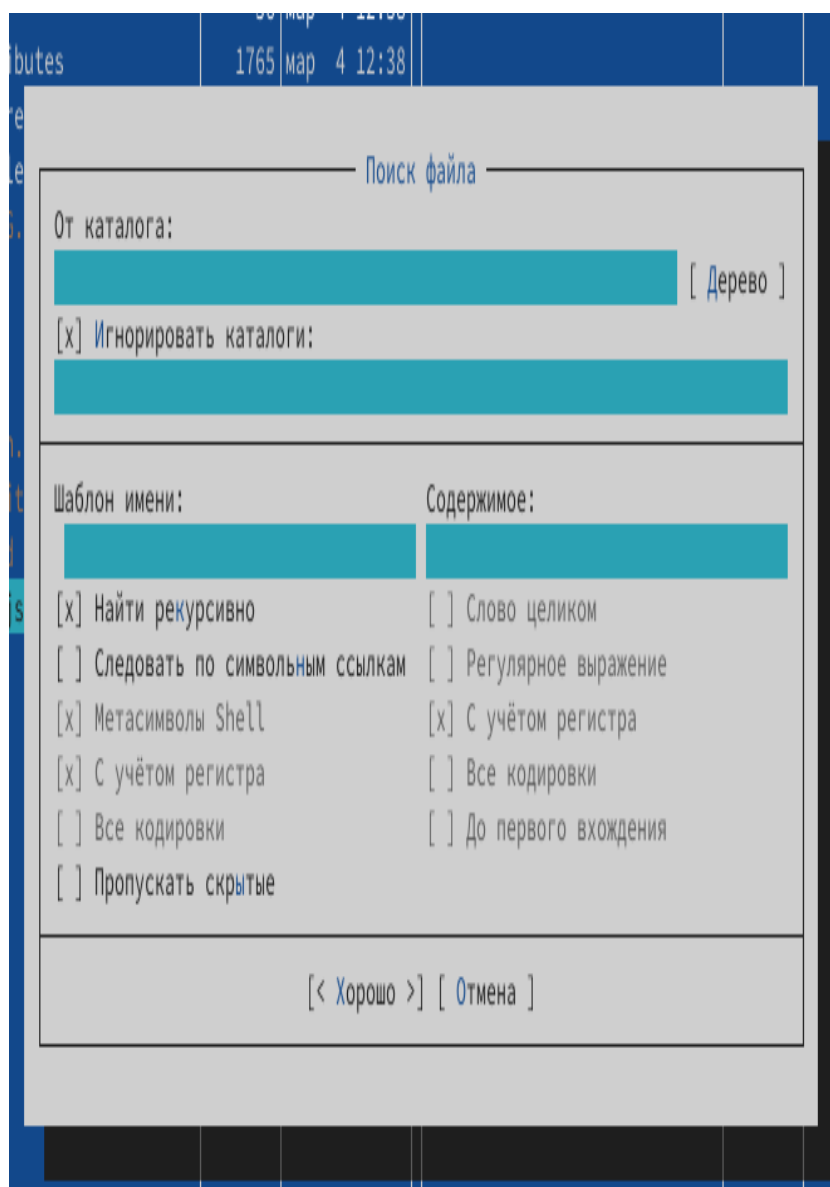 ibutes 1765 мар 4 12:38
Поиск файла
От каталога:
[ Дерево ]
[x] Игнорировать каталоги:
Шаблон имени: Содержимое:
[x] Найти рекурсивно [ ] Слово целиком
[ ] Следовать по символьным ссылкам [ ] Регулярное выражение
[x] Метасимволы Shell [x] С учётом регистра
[x] С учётом регистра [ ] Все кодировки
[ ] Все кодировки [ ] До первого вхождения
[ ] Пропускать скрытые
[< Хорошо >] [ Отмена ]